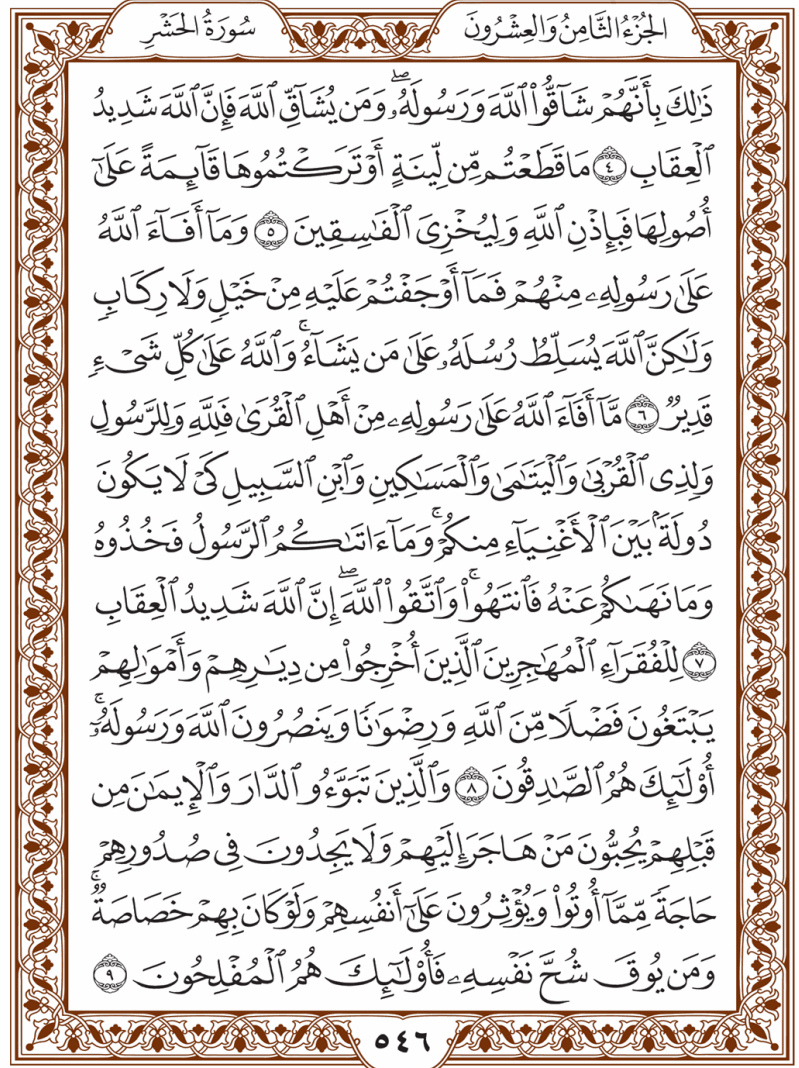 الجُزْءُ الثَّامِنُ وَالعِشْرُونَ
سُورَةُ الحَشْرِ
ذَٰلِكَ بِأَنَّهُمْ شَآقُّوا۟ ٱللَّهَ وَرَسُولَهُۥ ۖ وَمَن يُشَآقِّ ٱللَّهَ فَإِنَّ ٱللَّهَ شَدِيدُ
ٱلْعِقَابِ ٤ مَا قَطَعْتُم مِّن لِّينَةٍ أَوْ تَرَكْتُمُوهَا قَآئِمَةً عَلَىٰٓ
أُصُولِهَا فَبِإِذْنِ ٱللَّهِ وَلِيُخْزِىَ ٱلْفَٰسِقِينَ ٥ وَمَآ أَفَآءَ ٱللَّهُ
عَلَىٰ رَسُولِهِۦ مِنْهُمْ فَمَآ أَوْجَفْتُمْ عَلَيْهِ مِنْ خَيْلٍ وَلَا رِكَابٍ
وَلَٰكِنَّ ٱللَّهَ يُسَلِّطُ رُسُلَهُۥ عَلَىٰ مَن يَشَآءُ ۚ وَٱللَّهُ عَلَىٰ كُلِّ شَىْءٍ
قَدِيرٌ ٦ مَّآ أَفَآءَ ٱللَّهُ عَلَىٰ رَسُولِهِۦ مِنْ أَهْلِ ٱلْقُرَىٰ فَلِلَّهِ وَلِلرَّسُولِ
وَلِذِى ٱلْقُرْبَىٰ وَٱلْيَتَٰمَىٰ وَٱلْمَسَٰكِينِ وَٱبْنِ ٱلسَّبِيلِ كَىْ لَا يَكُونَ
دُولَةًۢ بَيْنَ ٱلْأَغْنِيَآءِ مِنكُمْ ۚ وَمَآ ءَاتَىٰكُمُ ٱلرَّسُولُ فَخُذُوهُ
وَمَا نَهَىٰكُمْ عَنْهُ فَٱنتَهُوا۟ ۚ وَٱتَّقُوا۟ ٱللَّهَ ۖ إِنَّ ٱللَّهَ شَدِيدُ ٱلْعِقَابِ
٧ لِلْفُقَرَآءِ ٱلْمُهَٰجِرِينَ ٱلَّذِينَ أُخْرِجُوا۟ مِن دِيَٰرِهِمْ وَأَمْوَٰلِهِمْ
يَبْتَغُونَ فَضْلًا مِّنَ ٱللَّهِ وَرِضْوَٰنًا وَيَنصُرُونَ ٱللَّهَ وَرَسُولَهُۥٓ ۚ
أُو۟لَٰٓئِكَ هُمُ ٱلصَّٰدِقُونَ ٨ وَٱلَّذِينَ تَبَوَّءُو ٱلدَّارَ وَٱلْإِيمَٰنَ مِن
قَبْلِهِمْ يُحِبُّونَ مَنْ هَاجَرَ إِلَيْهِمْ وَلَا يَجِدُونَ فِى صُدُورِهِمْ
حَاجَةً مِّمَّآ أُوتُوا۟ وَيُؤْثِرُونَ عَلَىٰٓ أَنفُسِهِمْ وَلَوْ كَانَ بِهِمْ خَصَاصَةٌ ۚ
وَمَن يُوقَ شُحَّ نَفْسِهِۦ فَأُو۟لَٰٓئِكَ هُمُ ٱلْمُفْلِحُونَ ٩
٥٤٦